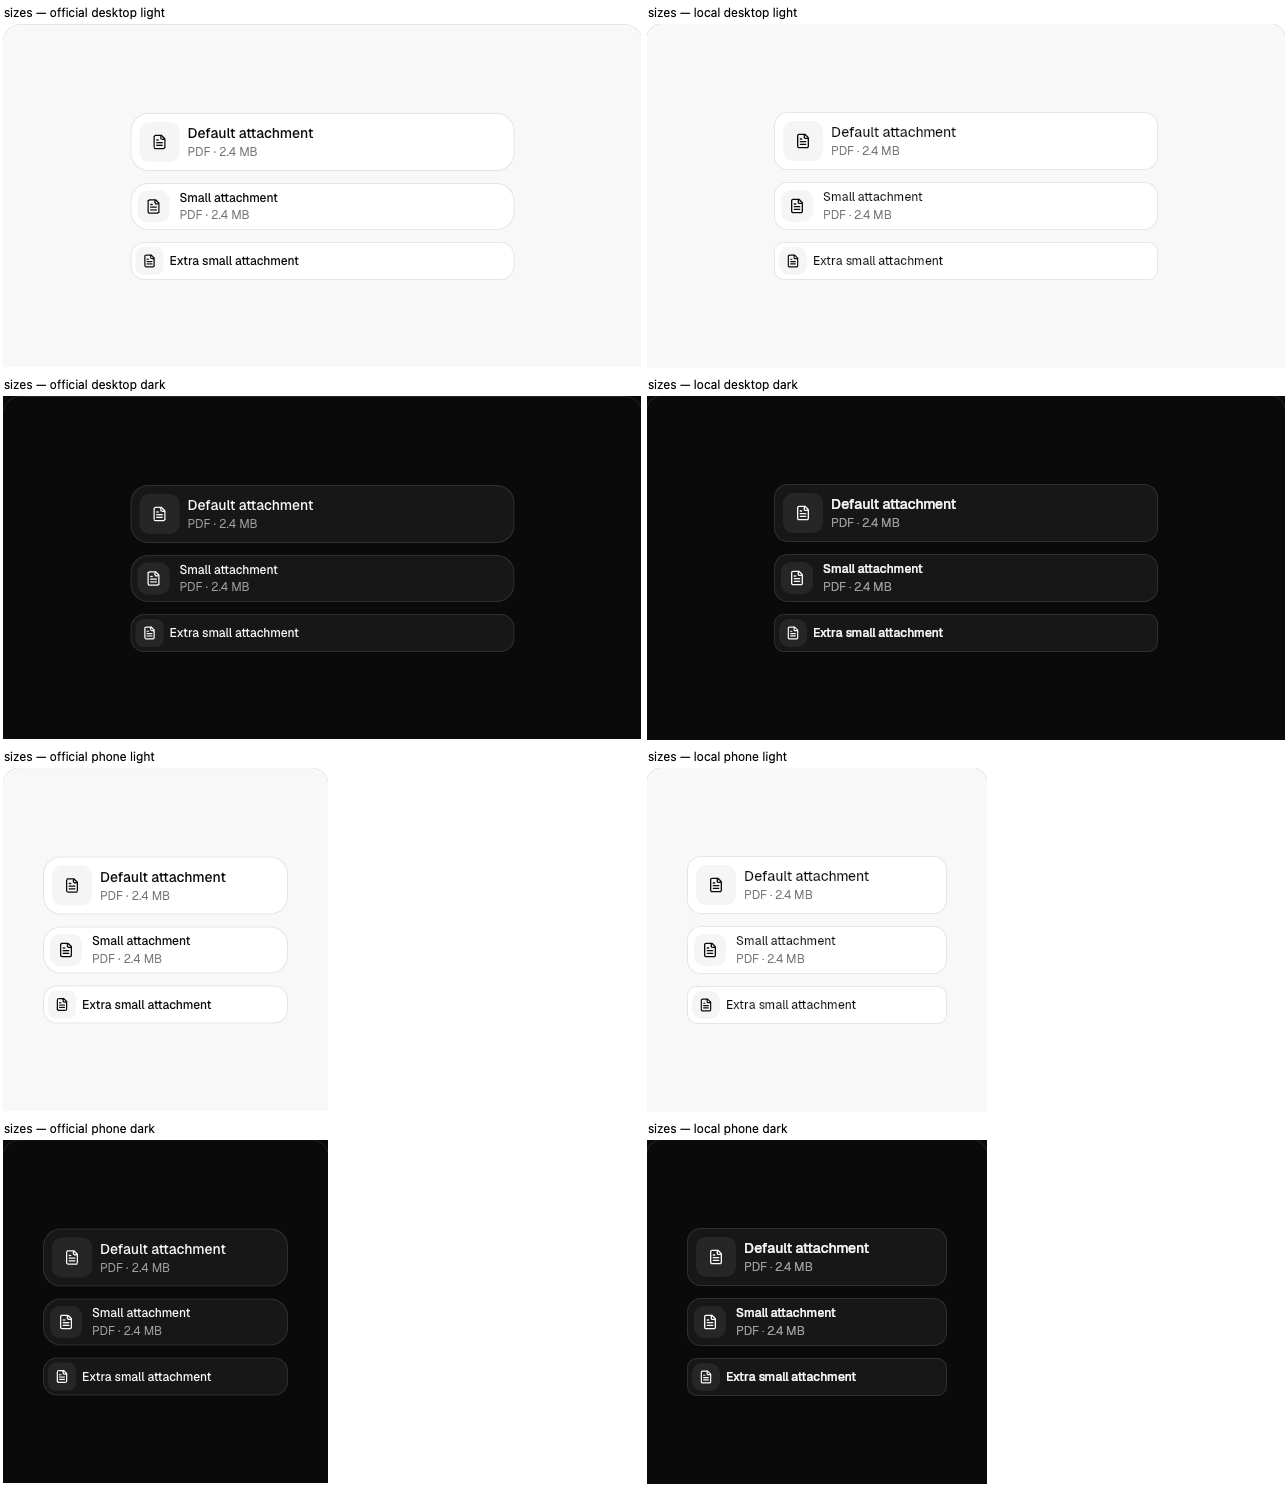 sizes — official desktop light
Default attachment
PDF · 2.4 MB
Small attachment
PDF · 2.4 MB
Extra small attachment
sizes — local desktop light
Default attachment
PDF · 2.4 MB
Small attachment
PDF · 2.4 MB
Extra small attachment
sizes — official desktop dark
Default attachment
PDF · 2.4 MB
Small attachment
PDF · 2.4 MB
Extra small attachment
sizes — local desktop dark
Default attachment
PDF · 2.4 MB
Small attachment
PDF · 2.4 MB
Extra small attachment
sizes — official phone light
Default attachment
PDF · 2.4 MB
Small attachment
PDF · 2.4 MB
Extra small attachment
sizes — local phone light
Default attachment
PDF · 2.4 MB
Small attachment
PDF · 2.4 MB
Extra small attachment
sizes — official phone dark
Default attachment
PDF · 2.4 MB
Small attachment
PDF · 2.4 MB
Extra small attachment
sizes — local phone dark
Default attachment
PDF · 2.4 MB
Small attachment
PDF · 2.4 MB
Extra small attachment